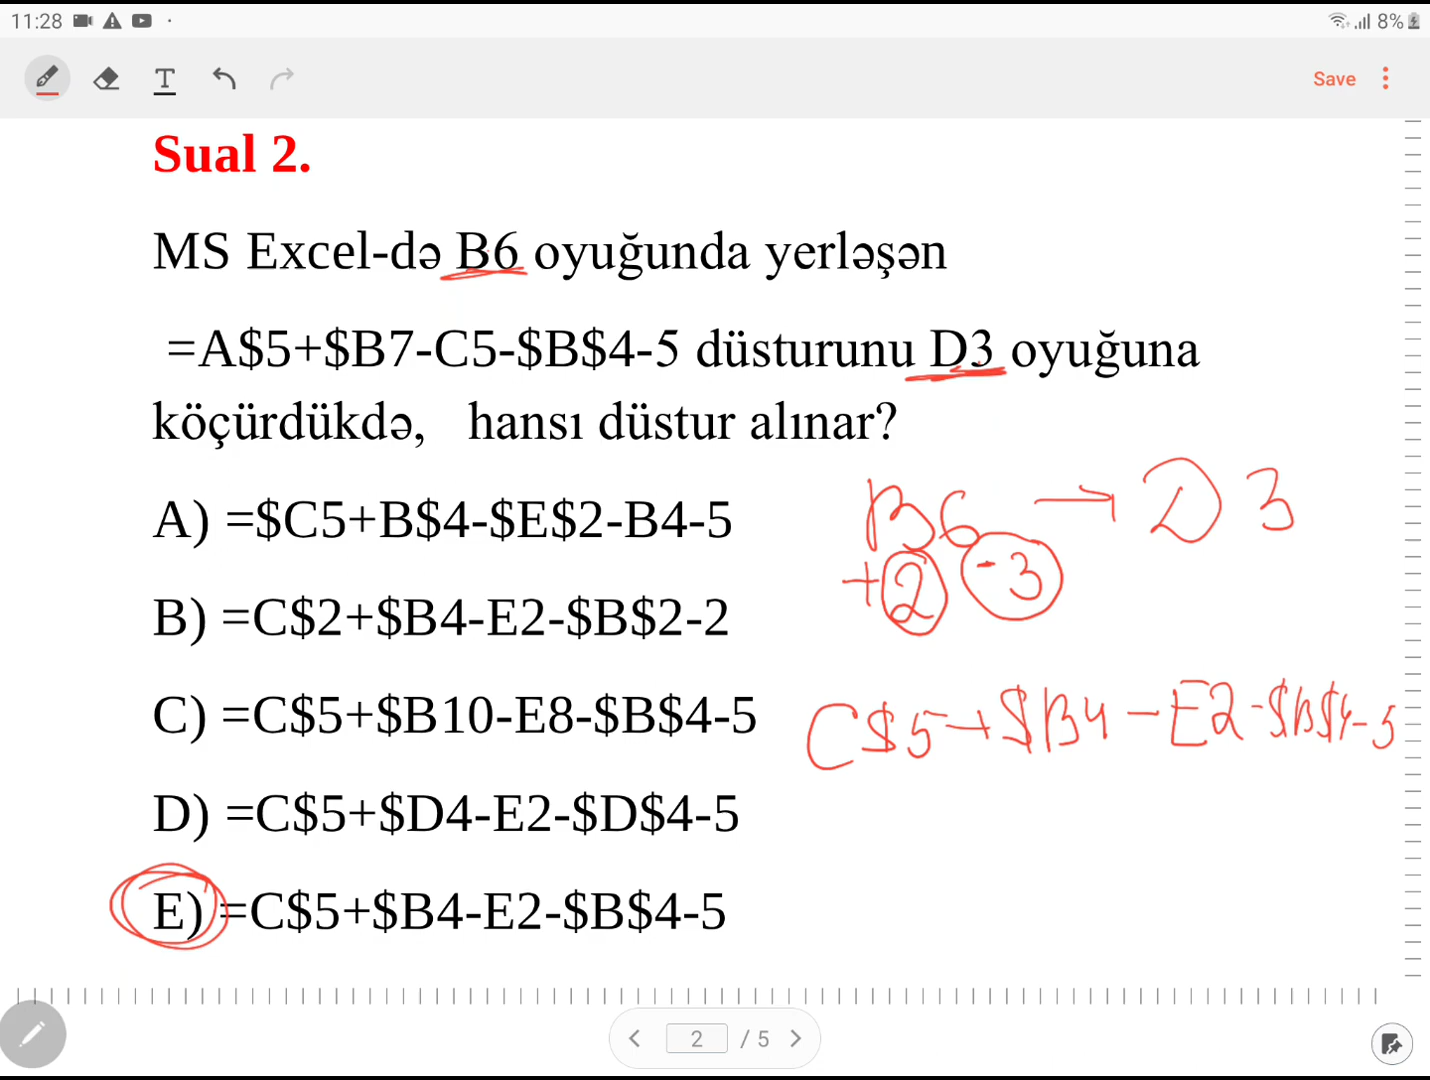 11:28
8%
T
Save
Sual 2.
MS Excel-də B6 oyuğunda yerləşən
=A$5+$B7-C5-$B$4-5 düsturunu D3 oyuğuna
köçürdükdə, hansı düstur alınar?
A) =$C5+B$4-$E$2-B4-5
B6 → D3
+2 -3
B) =C$2+$B4-E2-$B$2-2
C) =C$5+$B10-E8-$B$4-5
C$5+$B4-E2-$B$4-5
D) =C$5+$D4-E2-$D$4-5
E) =C$5+$B4-E2-$B$4-5
2 / 5